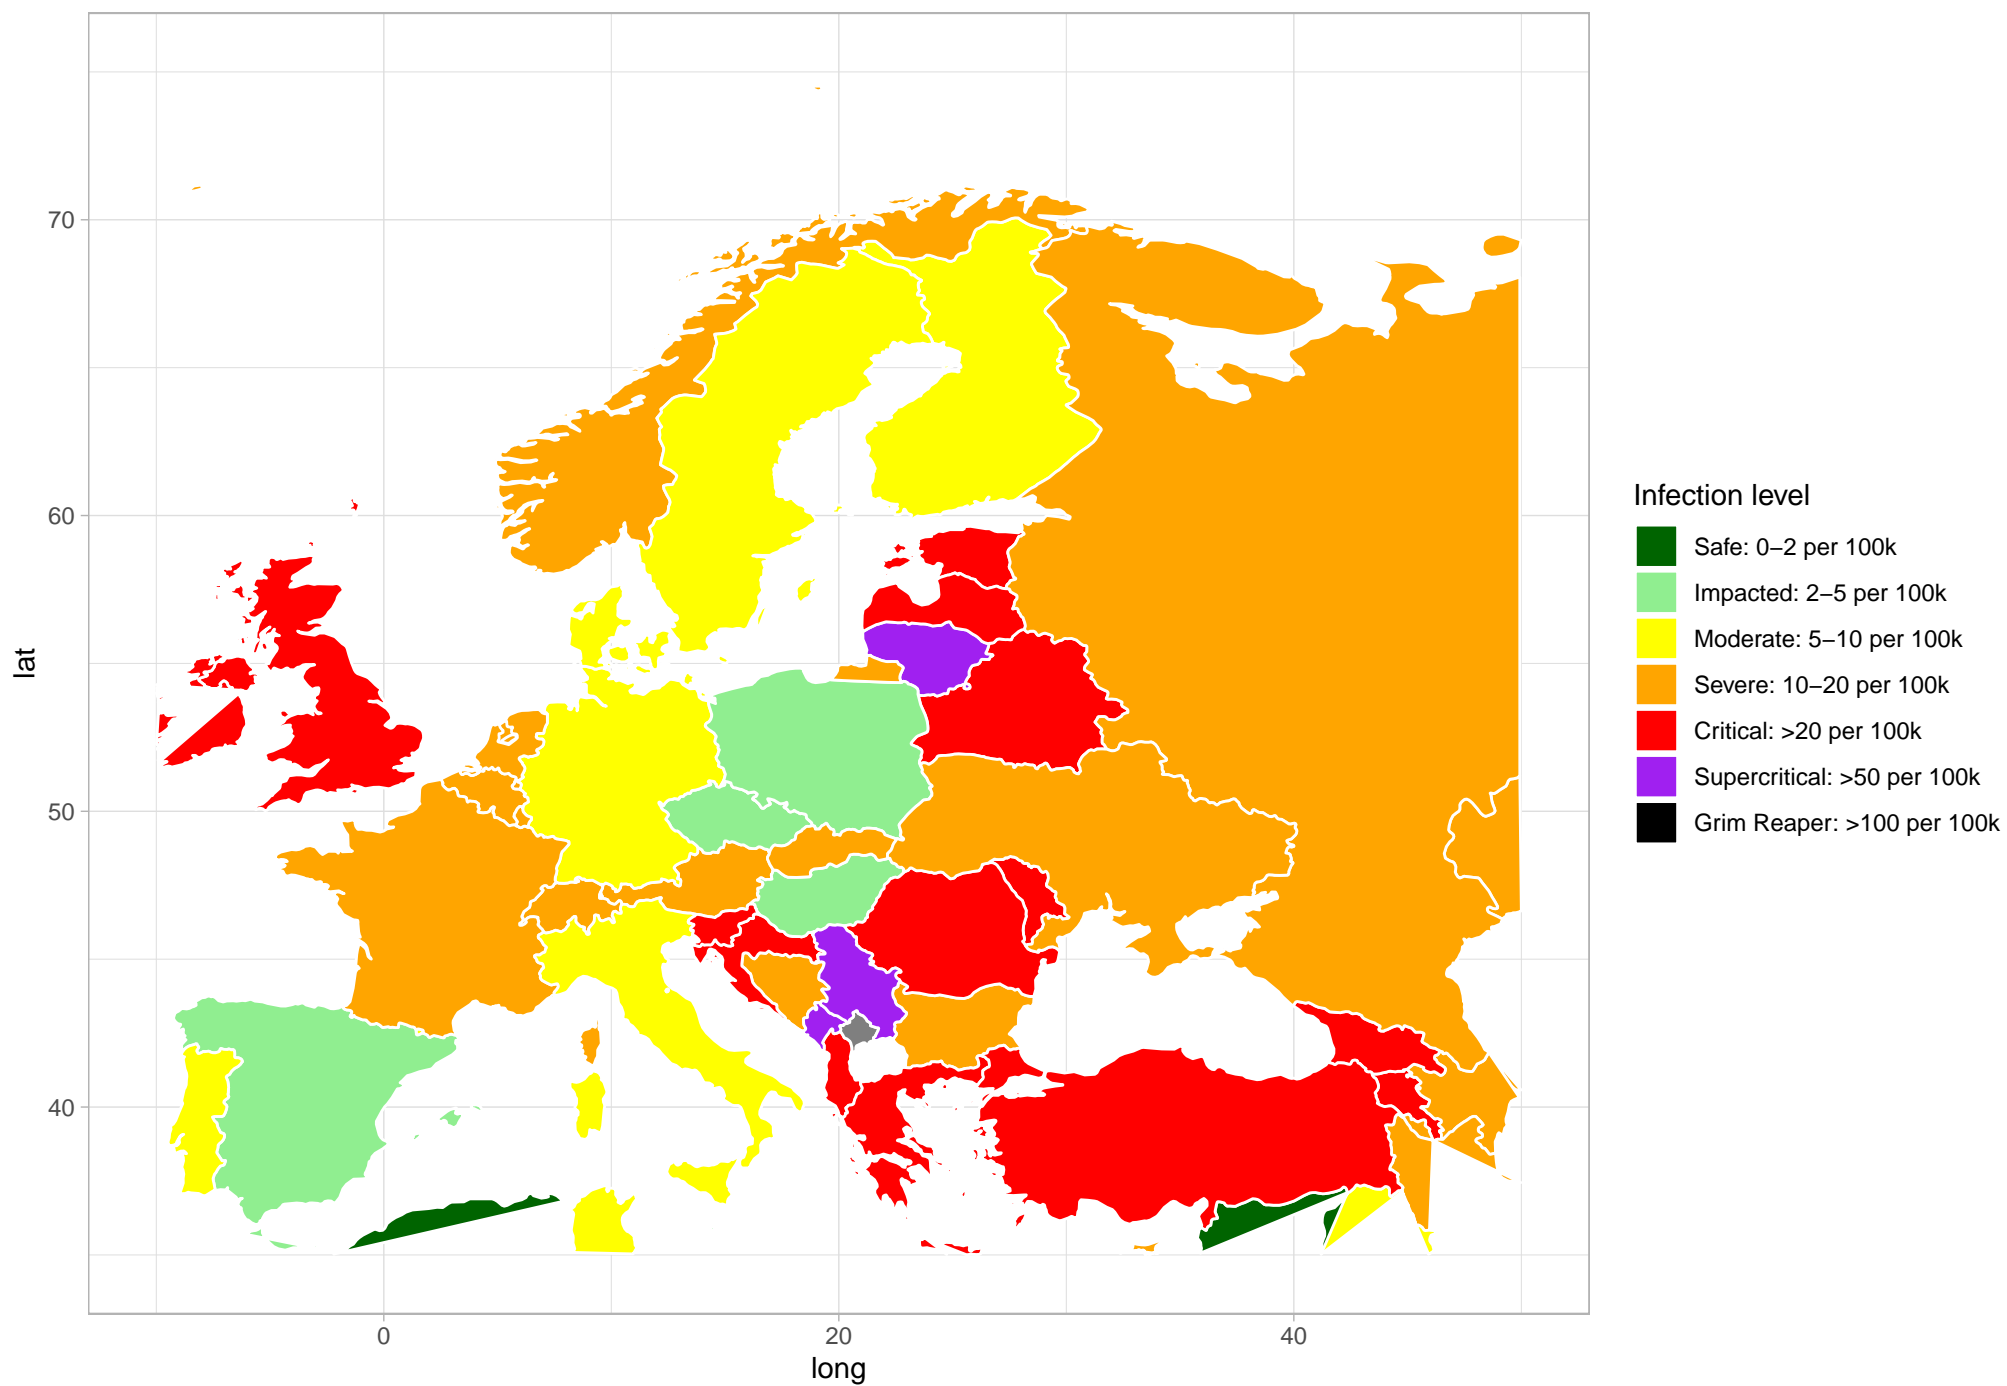 70
60
50
40
lat
0
20
40
long
Infection level
Safe: 0−2 per 100k
Impacted: 2−5 per 100k
Moderate: 5−10 per 100k
Severe: 10−20 per 100k
Critical: >20 per 100k
Supercritical: >50 per 100k
Grim Reaper: >100 per 100k